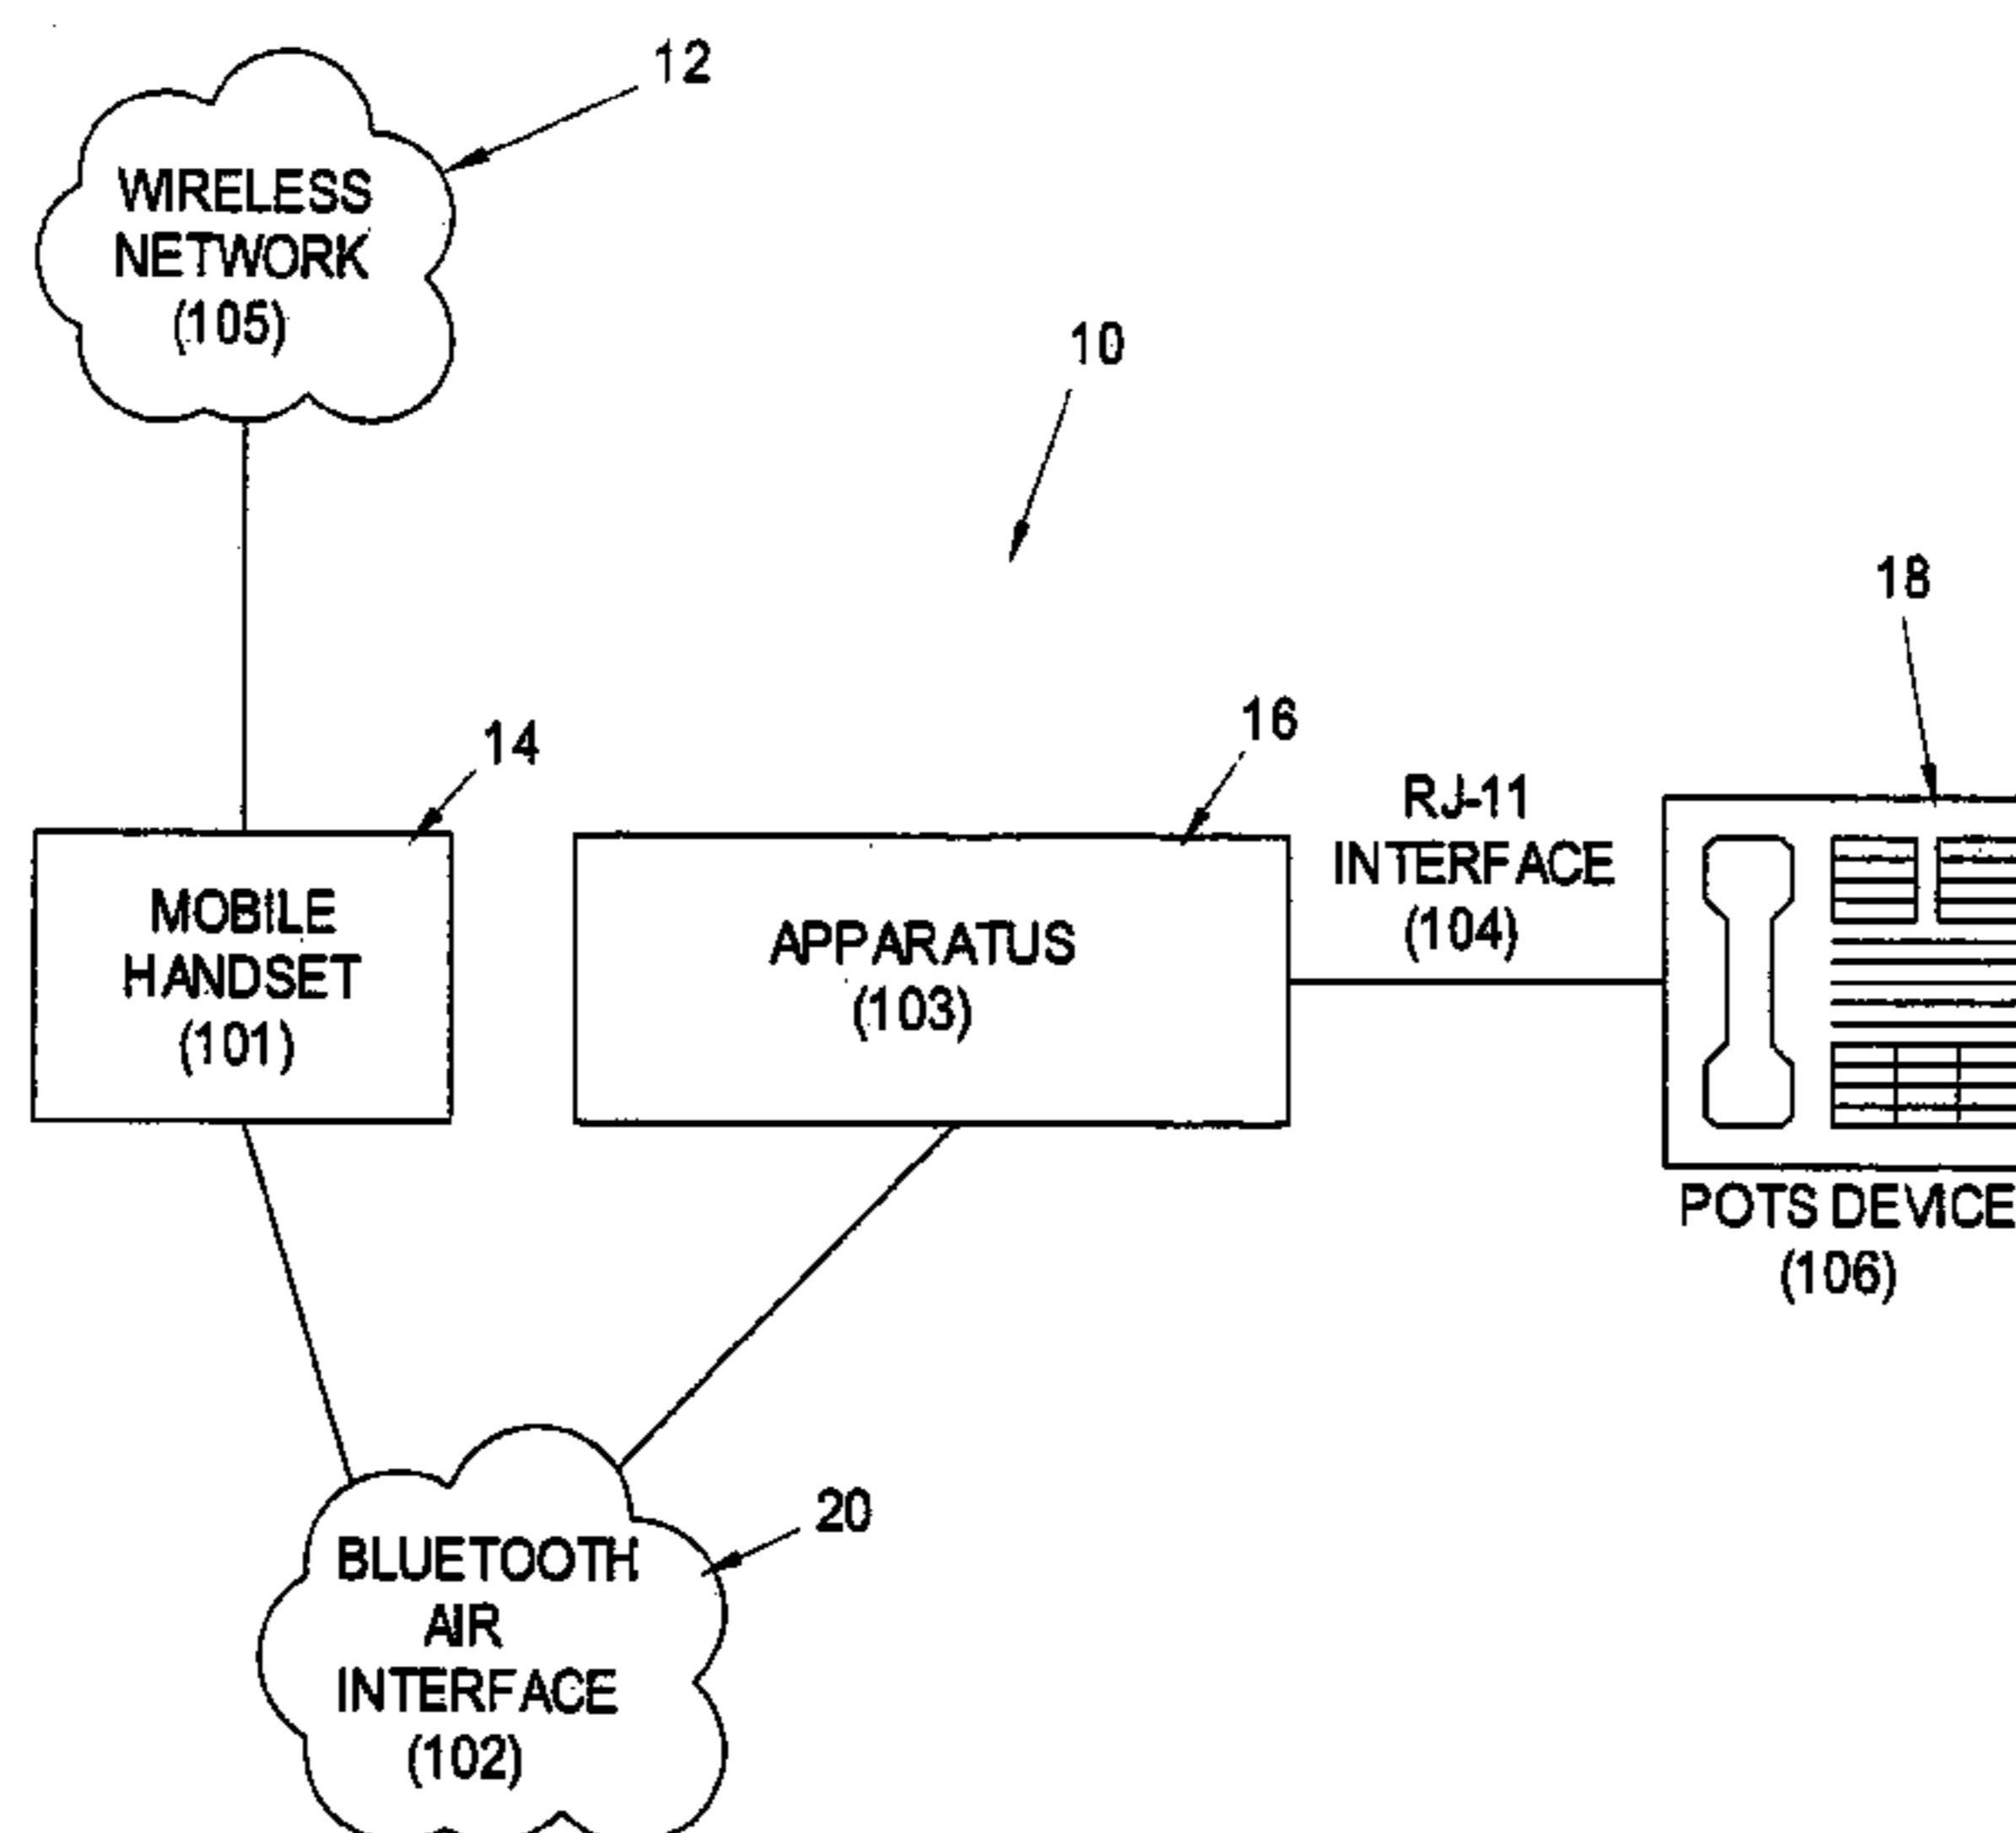 12
WIRELESS
NETWORK
(105)
10
18
14
16
RJ-11
INTERFACE
(104)
MOBILE
HANDSET
(101)
APPARATUS
(103)
POTS DEVICE
(106)
20
BLUETOOTH
AIR
INTERFACE
(102)